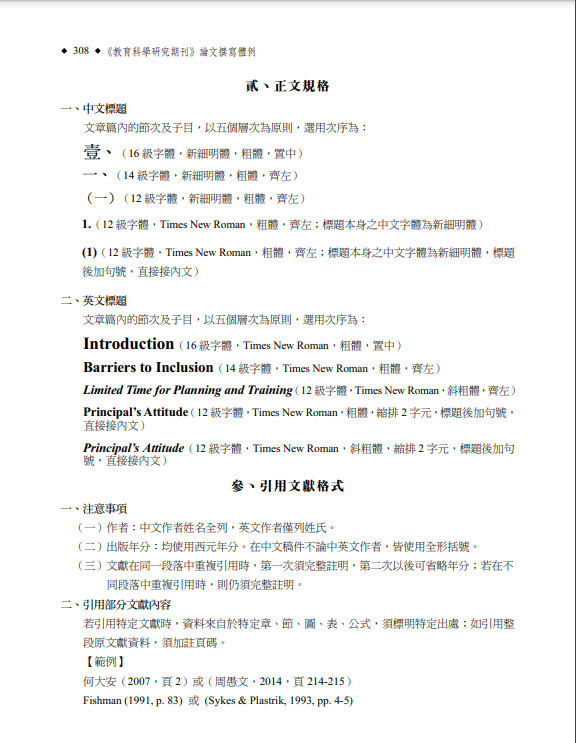 ◆ 308 ◆《教育科學研究期刊》論文撰寫體例
貳、正文規格
一、中文標題
文章篇內的節次及子目，以五個層次為原則，選用次序為：
壹、（16 級字體，新細明體，粗體，置中）
一、（14 級字體，新細明體，粗體，齊左）
（一）（12 級字體，新細明體，粗體，齊左）
1.（12 級字體，Times New Roman，粗體，齊左；標題本身之中文字體為新細明體）
(1)（12 級字體，Times New Roman，粗體，齊左；標題本身之中文字體為新細明體，標題
後加句號，直接接內文）
二、英文標題
文章篇內的節次及子目，以五個層次為原則，選用次序為：
Introduction（16 級字體，Times New Roman，粗體，置中）
Barriers to Inclusion（14 級字體，Times New Roman，粗體，齊左）
Limited Time for Planning and Training（12 級字體，Times New Roman，斜粗體，齊左）
Principal’s Attitude（12 級字體，Times New Roman，粗體，縮排 2 字元，標題後加句號，
直接接內文）
Principal’s Attitude（12 級字體，Times New Roman，斜粗體，縮排 2 字元，標題後加句
號，直接接內文）
參、引用文獻格式
一、注意事項
（一）作者：中文作者姓名全列，英文作者僅列姓氏。
（二）出版年分：均使用西元年分。在中文稿件不論中英文作者，皆使用全形括號。
（三）文獻在同一段落中重複引用時，第一次須完整註明，第二次以後可省略年分；若在不
同段落中重複引用時，則仍須完整註明。
二、引用部分文獻內容
若引用特定文獻時，資料來自於特定章、節、圖、表、公式，須標明特定出處；如引用整
段原文獻資料，須加註頁碼。
【範例】
何大安（2007，頁 2）或（周愚文，2014，頁 214-215）
Fishman (1991, p. 83) 或 (Sykes & Plastrik, 1993, pp. 4-5)